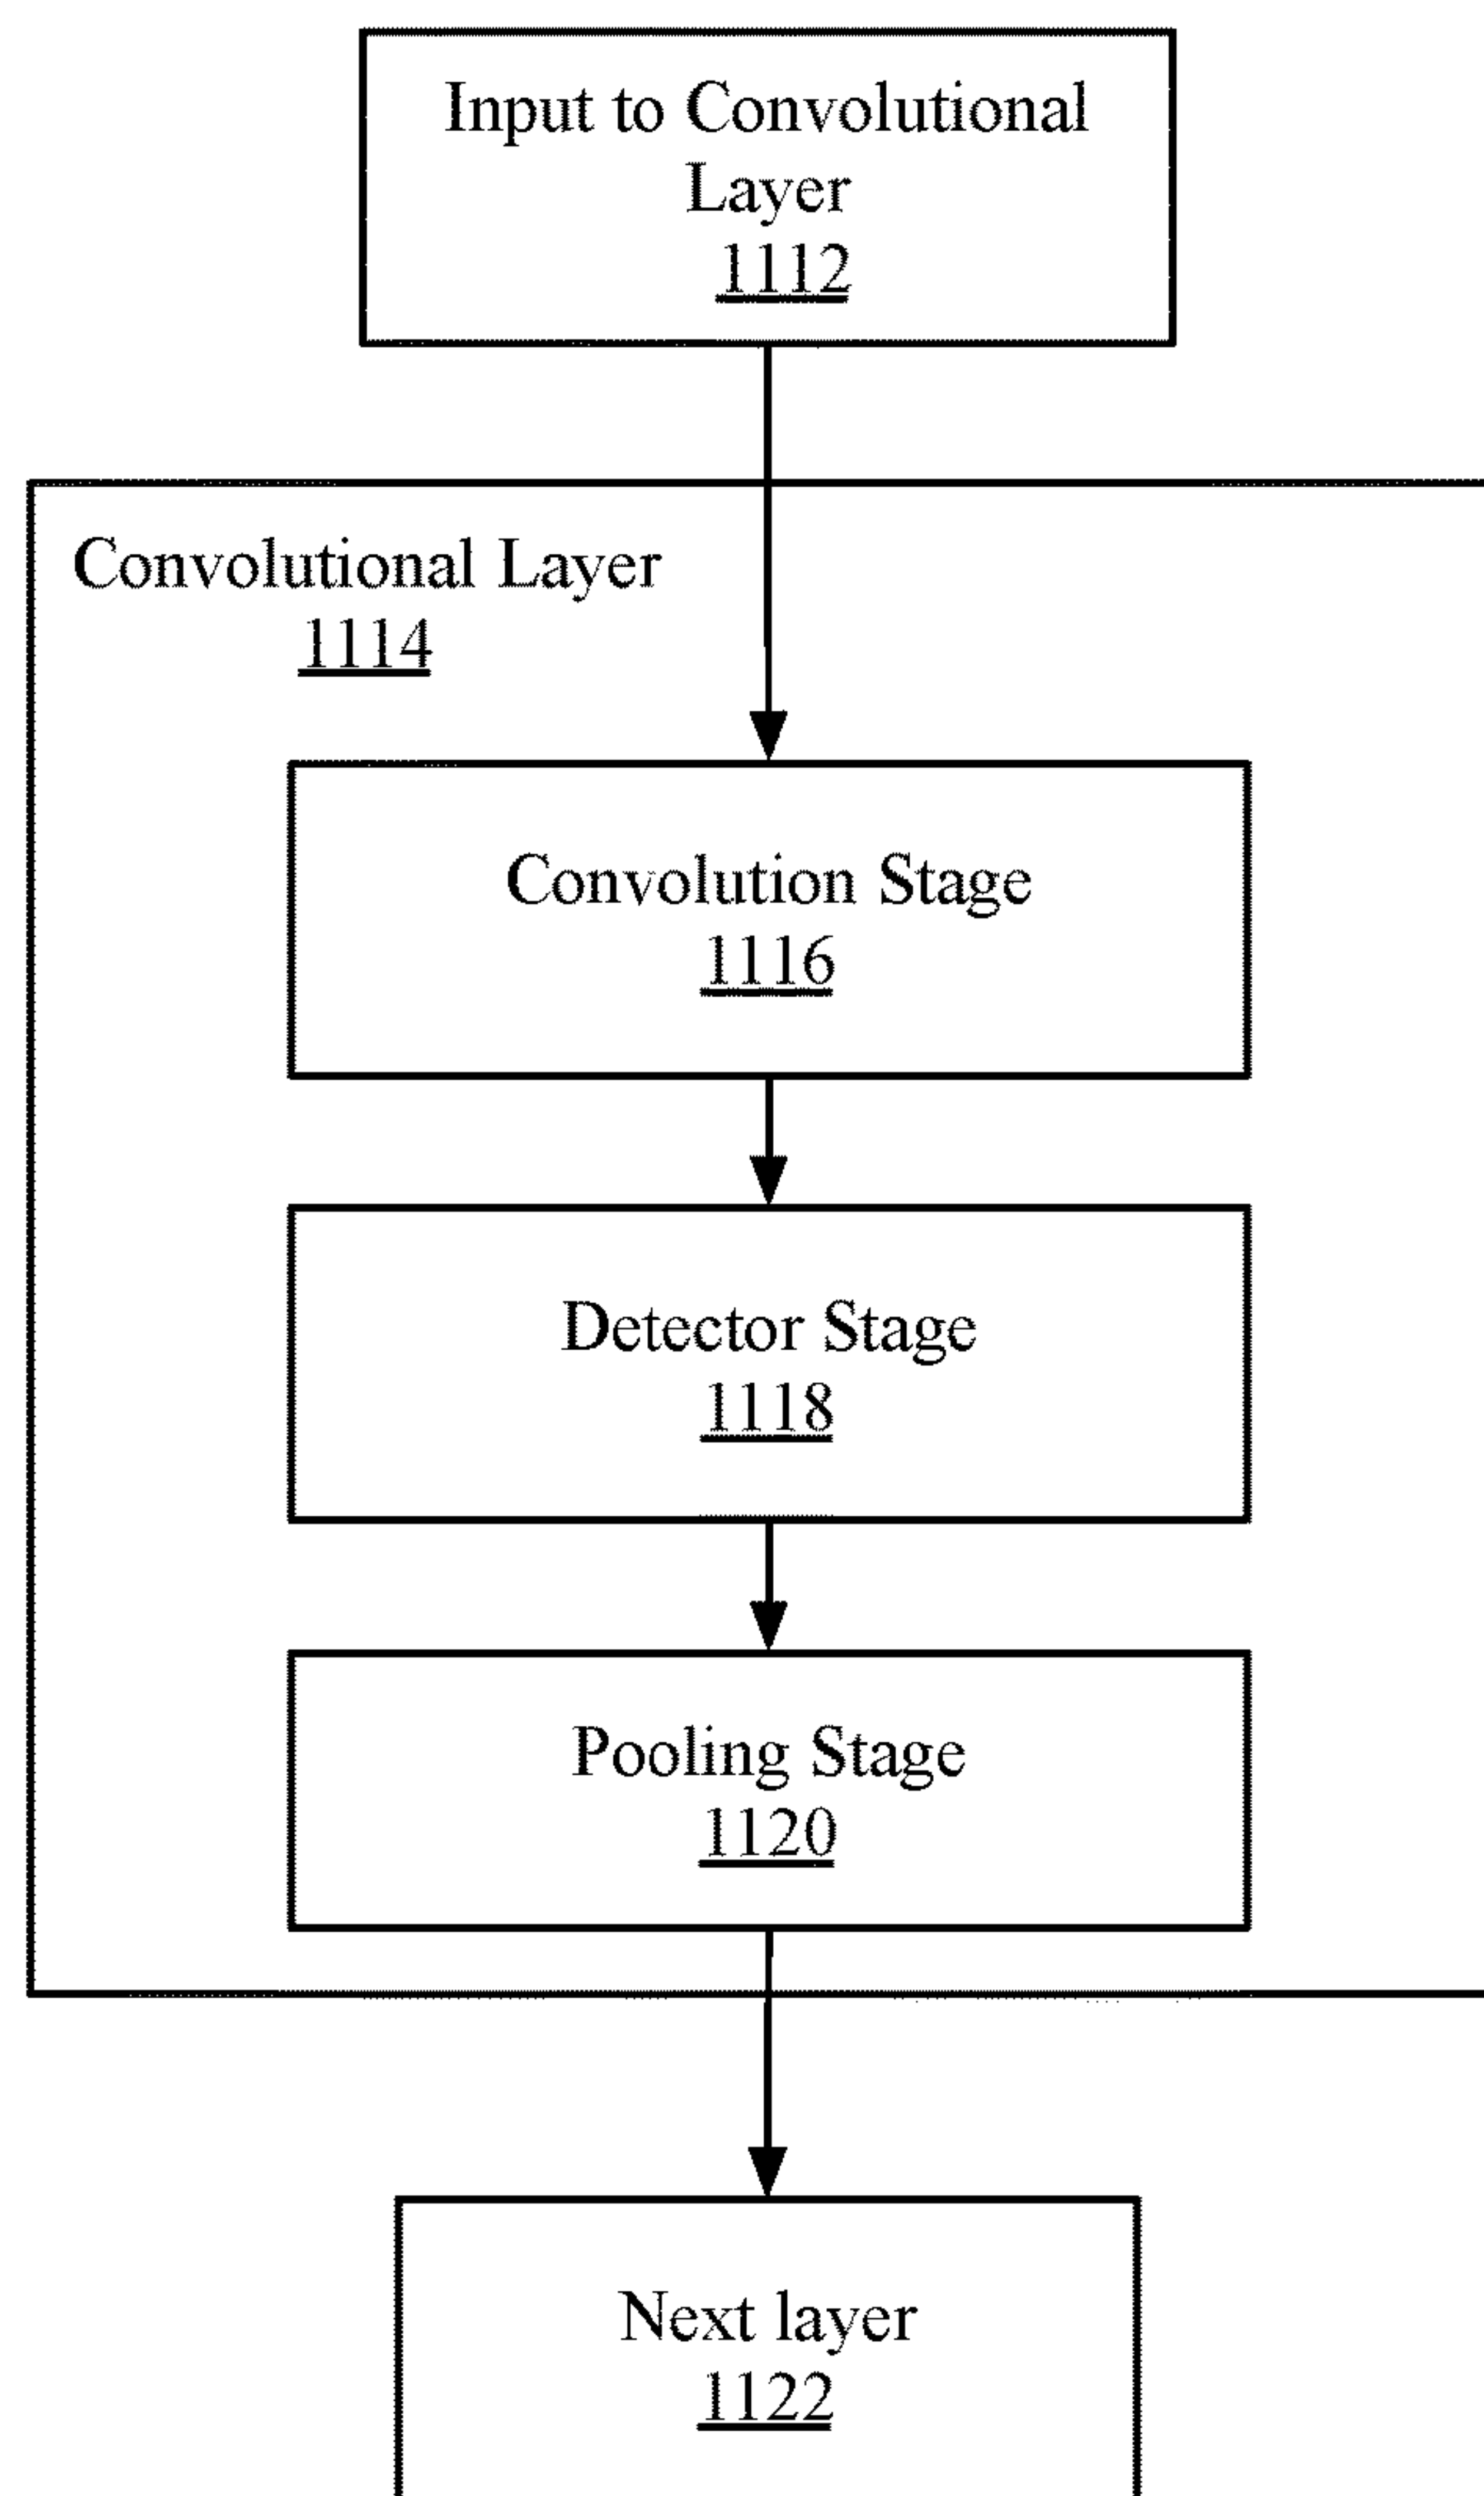 Input to Convolutional
Layer
1112
Convolutional Layer
1114
Convolution Stage
1116
Detector Stage
1118
Pooling Stage
1120
Next layer
1122